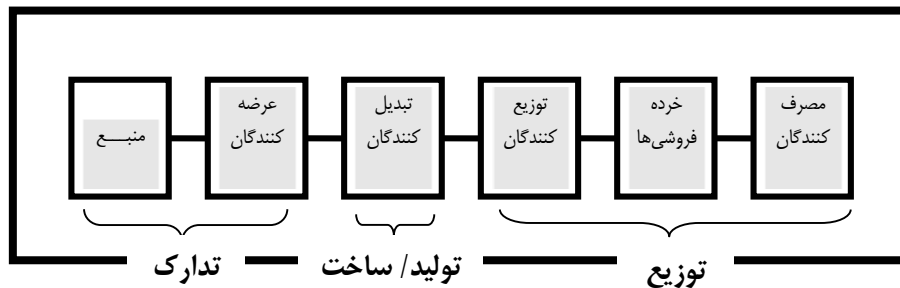 مصرف
کنندگان
خرده
فروشی‌ها
توزیع
کنندگان
تبدیل
کنندگان
عرضه
کنندگان
منبـــع
توزیع
تولید/ ساخت
تدارک